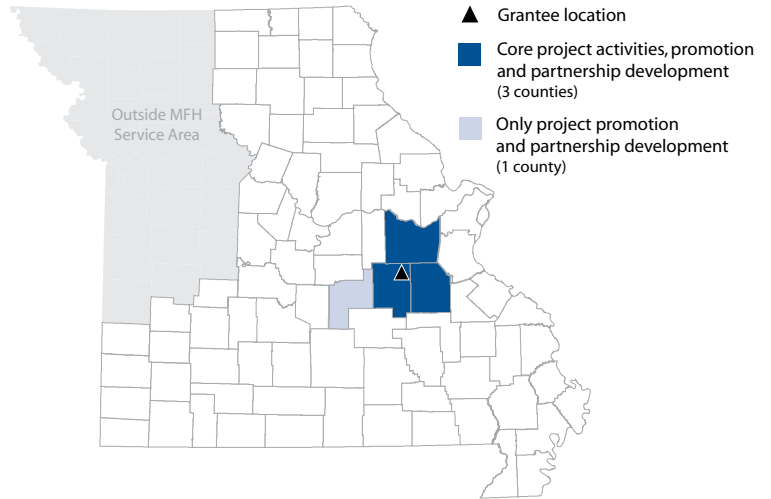 Grantee location
Core project activities, promotion
and partnership development
(3 counties)
Outside MFH
Service Area
Only project promotion
and partnership development
(1 county)